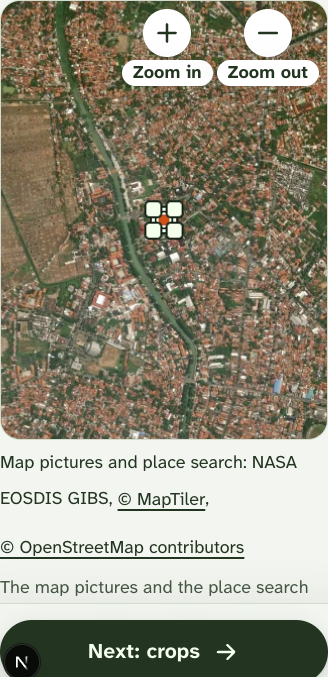 Zoom in
Zoom out
Map pictures and place search: NASA
EOSDIS GIBS, © MapTiler,
© OpenStreetMap contributors
The map pictures and the place search
Next: crops →
N